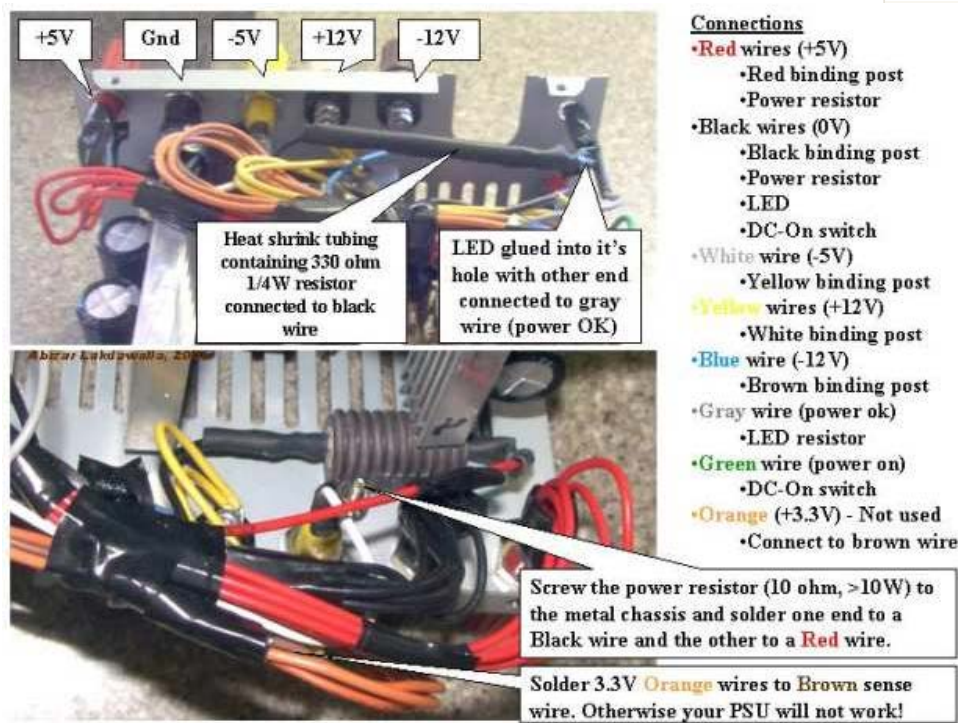 +5V
Gnd
-5V
+12V
-12V
Heat shrink tubing
containing 330 ohm
1/4W resistor
connected to black
wire
LED glued into it's
hole with other end
connected to gray
wire (power OK)
Abizar Lakdawalla,
Screw the power resistor (10 ohm, >10W) to
the metal chassis and solder one end to a
Black wire and the other to a Red wire.
Solder 3.3V Orange wires to Brown sense
wire. Otherwise your PSU will not work!
Connections
•Red wires (+5V)
•Red binding post
•Power resistor
•Black wires (0V)
•Black binding post
•Power resistor
•LED
•DC-On switch
•White wire (-5V)
•Yellow binding post
•Yellow wires (+12V)
•White binding post
•Blue wire (-12V)
•Brown binding post
•Gray wire (power ok)
•LED resistor
•Green wire (power on)
•DC-On switch
•Orange (+3.3V) - Not used
•Connect to brown wire